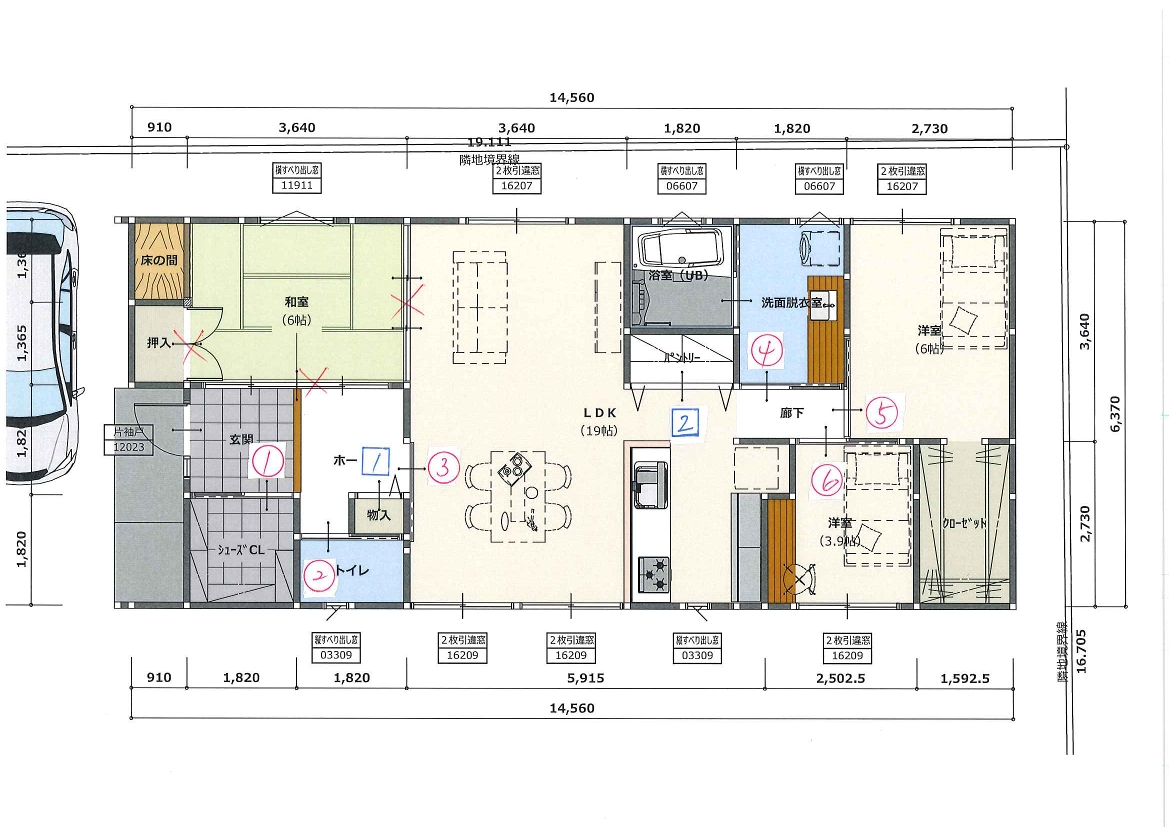 14,560
910 3,640 3,640 1,820 1,820 2,730
19.111
隣地境界線
横すべり出し窓
11911
2枚引違窓
16207
横すべり出し窓
06607
横すべり出し窓
06607
2枚引違窓
16207
床の間
和室
(6帖)
押入
浴室 (UB)
洗面脱衣室
洋室
(6帖)
パントリー
④
LDK
(19帖)
2
廊下
⑤
片袖戸
12023
玄関
①
ホー
1
③
物入
シューズCL
②
トイレ
⑥
洋室
(3.9帖)
クローゼット
1,365
1,820
1,820
3,640
2,730
6,370
縦すべり出し窓
03309
2枚引違窓
16209
2枚引違窓
16209
縦すべり出し窓
03309
2枚引違窓
16209
隣地境界線
16.705
910 1,820 1,820 5,915 2,502.5 1,592.5
14,560